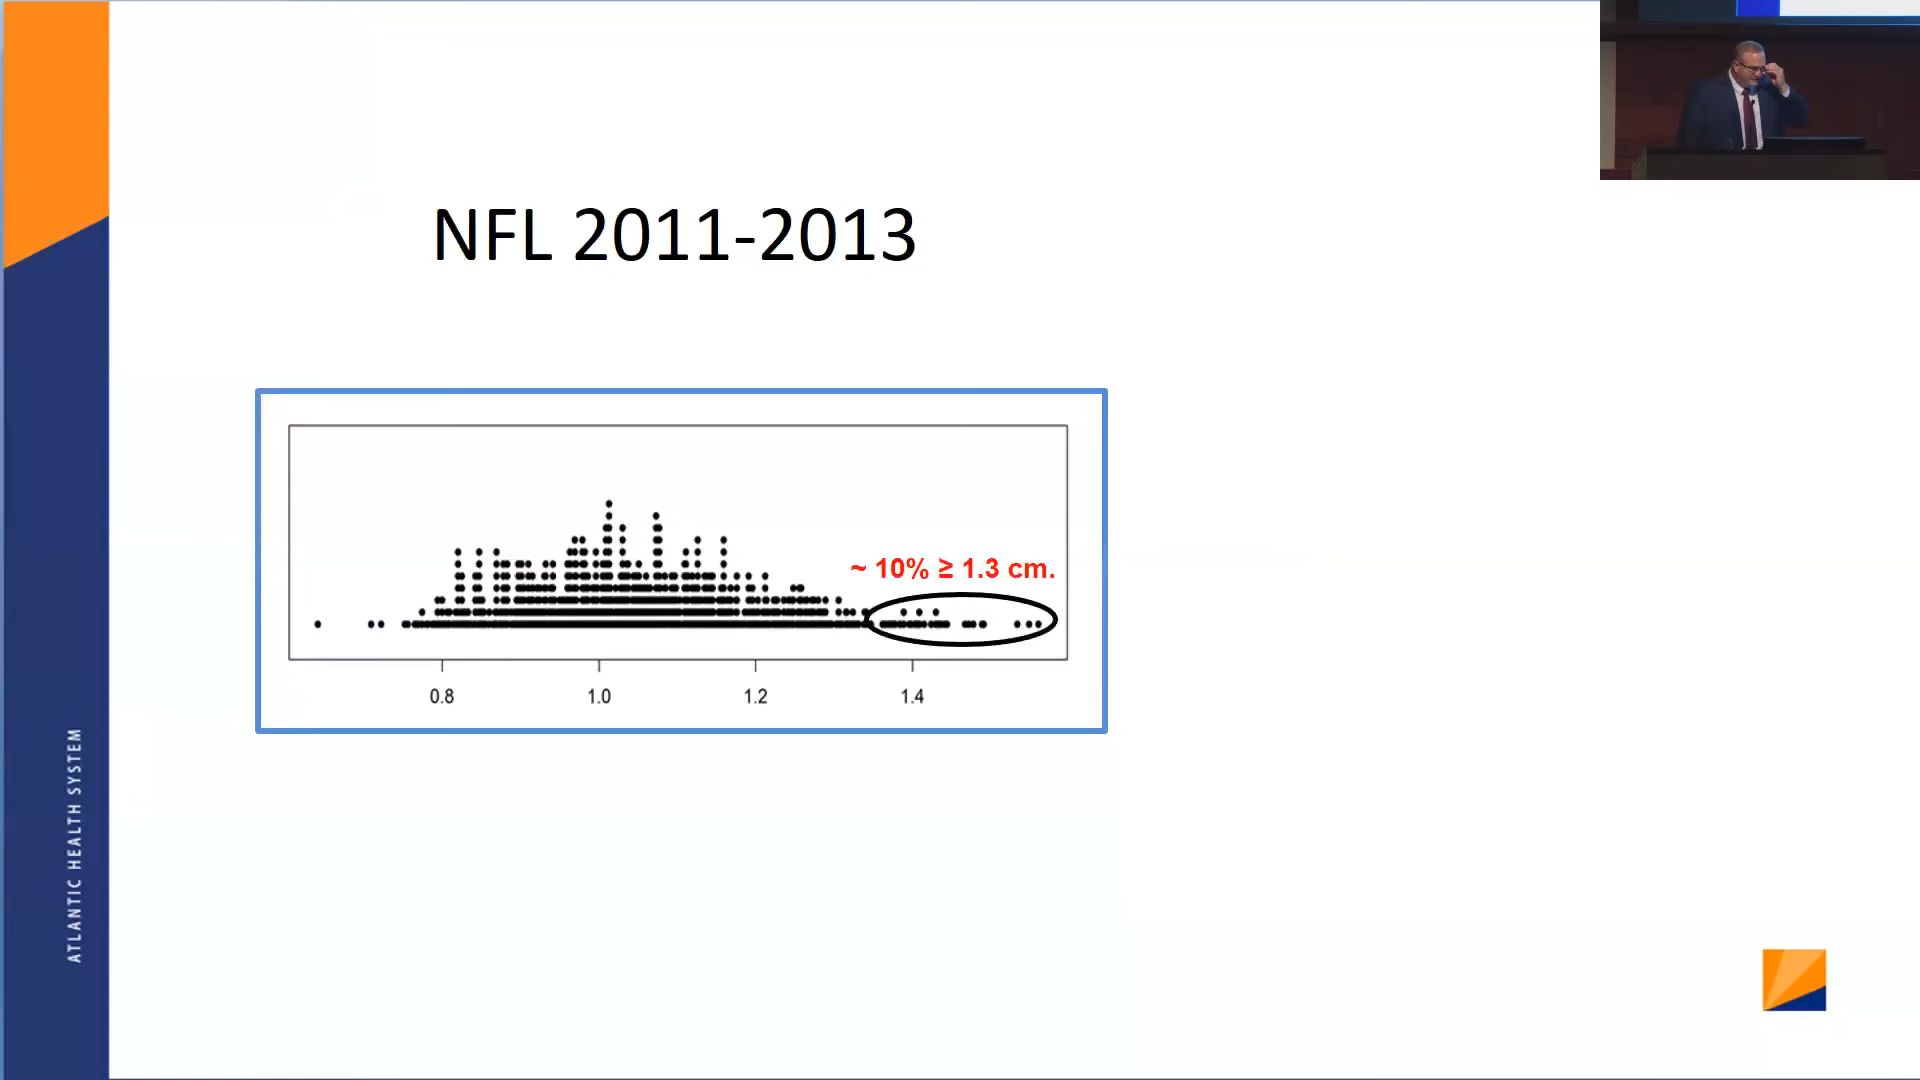 NFL 2011-2013
~ 10% ≥ 1.3 cm.
0.8 1.0 1.2 1.4
ATLANTIC HEALTH SYSTEM